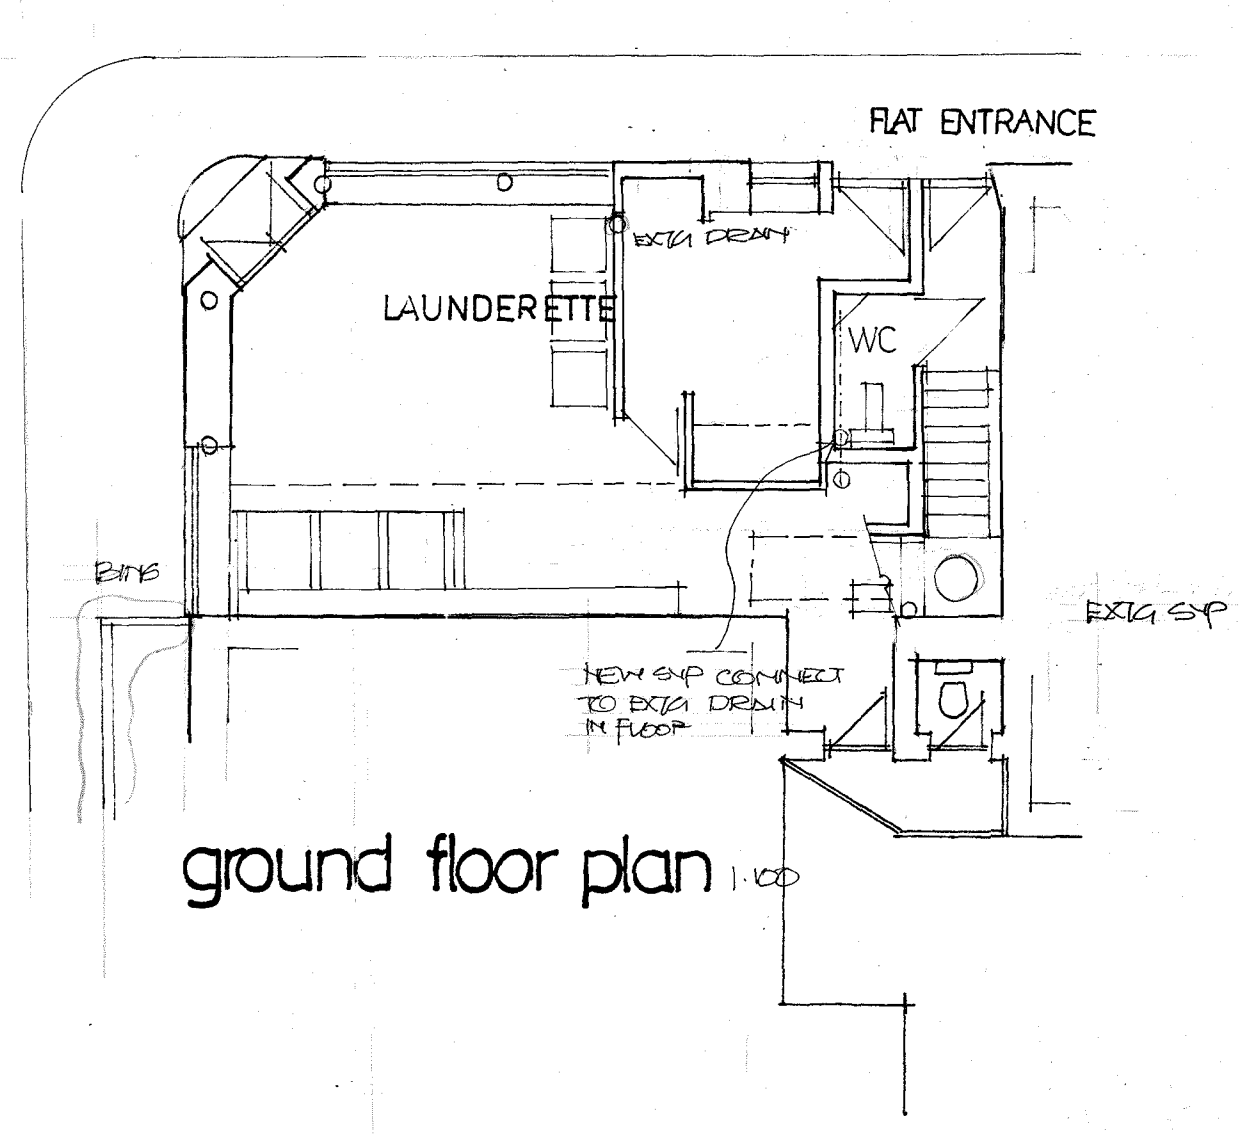 FLAT ENTRANCE
EXTG DRAIN
LAUNDERETTE
WC
BINS
EXTG SVP
NEW SVP CONNECT
TO EXTG DRAIN
IN FLOOR
ground floor plan 1·100